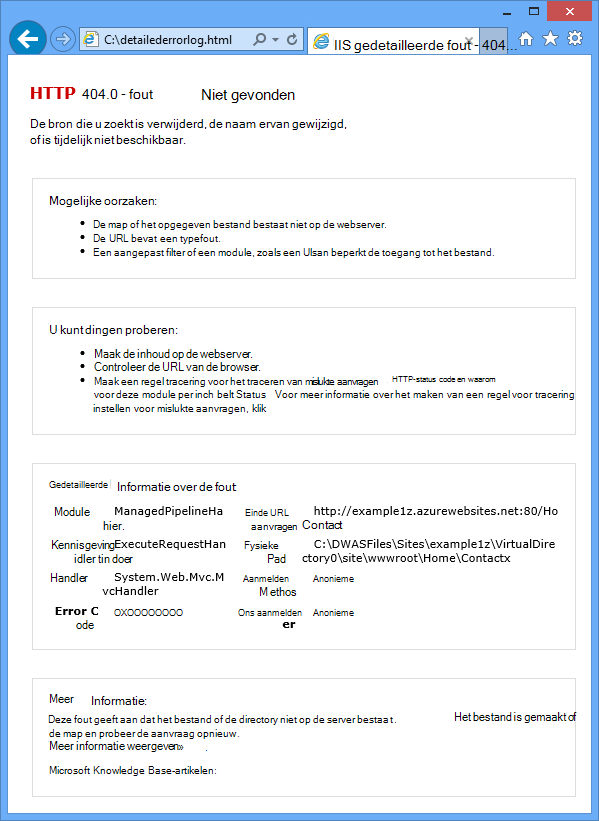 C:\detailederrorlog.html
IIS gedetailleerde fout - 404...
HTTP 404.0 - fout Niet gevonden
De bron die u zoekt is verwijderd, de naam ervan gewijzigd,
of is tijdelijk niet beschikbaar.
Mogelijke oorzaken:
De map of het opgegeven bestand bestaat niet op de webserver.
De URL bevat een typefout.
Een aangepast filter of een module, zoals een Ulsan beperkt de toegang tot het bestand.
U kunt dingen proberen:
Maak de inhoud op de webserver.
Controleer de URL van de browser.
Maak een regel tracering voor het traceren van mislukte aanvragen HTTP-status code en waarom
voor deze module per inch belt Status Voor meer informatie over het maken van een regel voor tracering
instellen voor mislukte aanvragen, klik
Gedetailleerde Informatie over de fout
Module ManagedPipelineHa Einde URL http://example1z.azurewebsites.net:80/Ho
hier. aanvragen Contact
Kennisgeving ExecuteRequestHan Fysieke C:\DWASFiles\Sites\example1z\VirtualDire
idler tin doer Pad ctory0\site\wwwroot\Home\Contactx
Handler System.Web.Mvc.M Aanmelden Anonieme
vcHandler M ethos
Error C OXOOOOOOOO Ons aanmelden Anonieme
ode er
Meer Informatie:
Deze fout geeft aan dat het bestand of de directory niet op de server bestaat. Het bestand is gemaakt of
de map en probeer de aanvraag opnieuw.
Meer informatie weergeven» .
Microsoft Knowledge Base-artikelen: